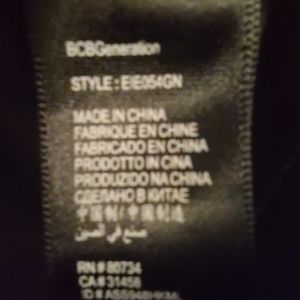 BCBGeneration
STYLE : EIE054GN
MADE IN CHINA
FABRIQUE EN CHINE
FABRICADO EN CHINA
PRODOTTO IN CINA
PRODUZIDO NA CHINA
СДЕЛАНО В КИТАЕ
中国制 / 中國制造
صنع في الصين
RN # 80734
CA # 31458